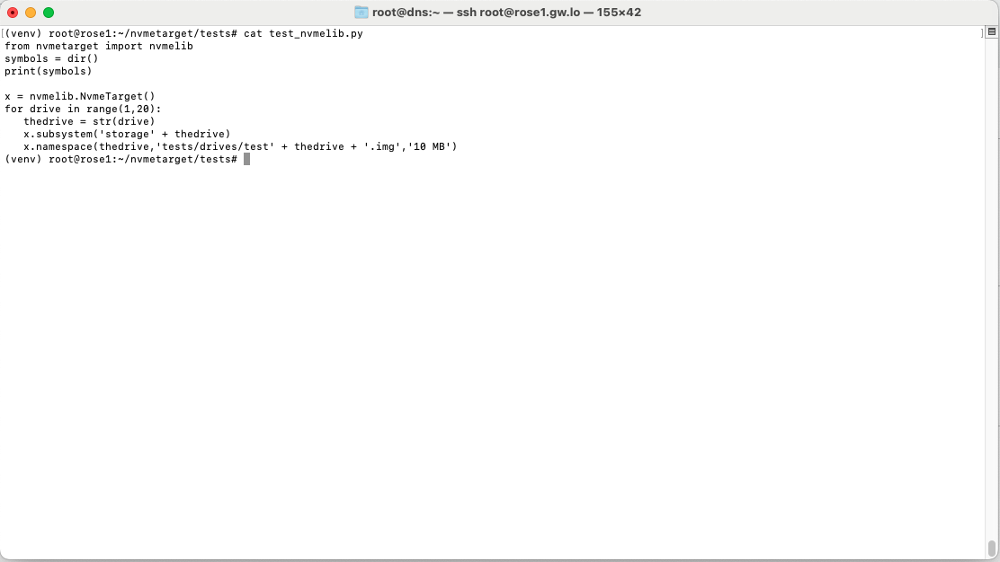 root@dns:~ — ssh root@rose1.gw.lo — 155×42
[(venv) root@rose1:~/nvmetarget/tests# cat test_nvmelib.py ]
from nvmetarget import nvmelib
symbols = dir()
print(symbols)
x = nvmelib.NvmeTarget()
for drive in range(1,20):
   thedrive = str(drive)
   x.subsystem('storage' + thedrive)
   x.namespace(thedrive,'tests/drives/test' + thedrive + '.img','10 MB')
(venv) root@rose1:~/nvmetarget/tests#